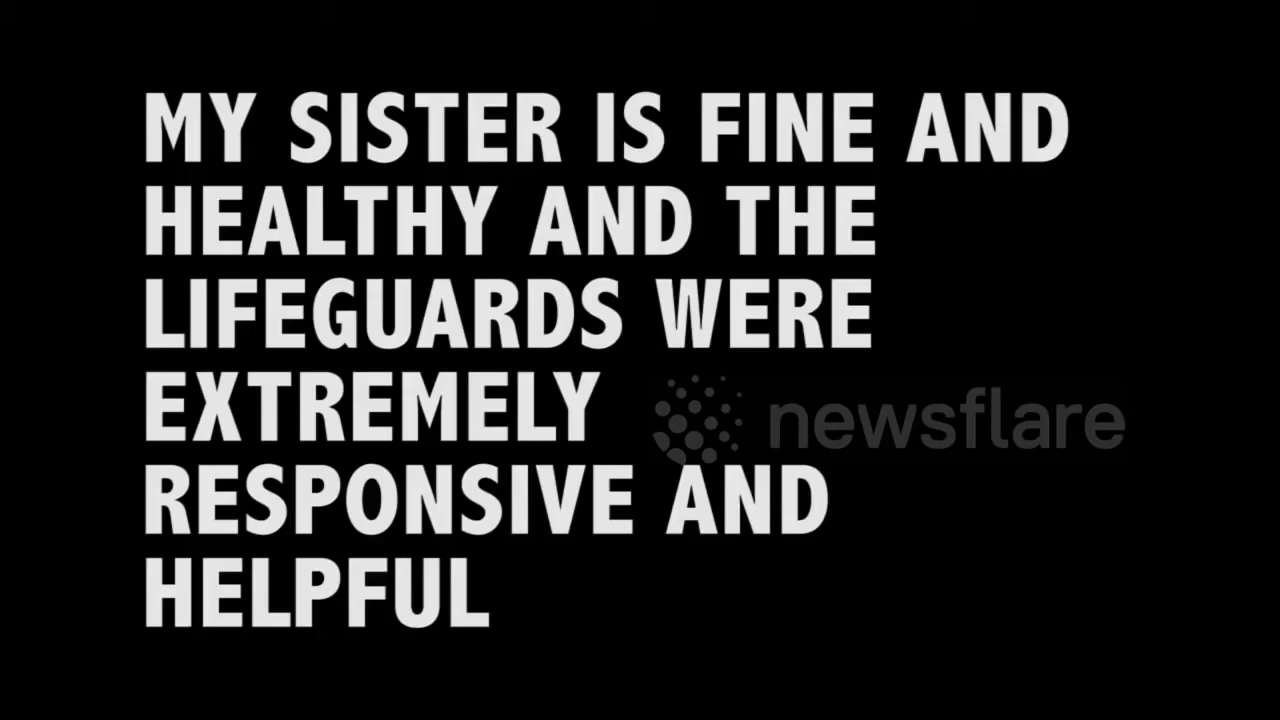 MY SISTER IS FINE AND
HEALTHY AND THE
LIFEGUARDS WERE
EXTREMELY
newsflare
RESPONSIVE AND
HELPFUL